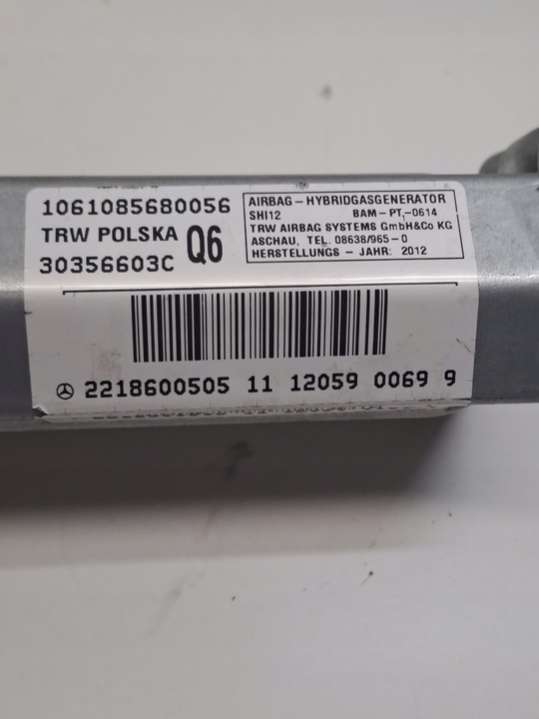 1061085680056
TRW POLSKA
30356603C
Q6
AIRBAG - HYBRIDGASGENERATOR
SHI12 BAM-PT,-0614
TRW AIRBAG SYSTEMS GmbH&Co KG
ASCHAU, TEL. 08638/965-0
HERSTELLUNGS - JAHR: 2012
2218600505 11 12059 0069 9